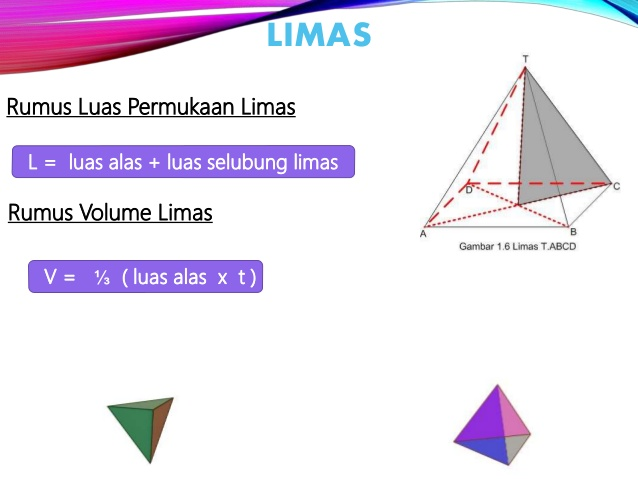 LIMAS
Rumus Luas Permukaan Limas
L = luas alas + luas selubung limas
Rumus Volume Limas
V = ⅓ ( luas alas x t )
T
D
C
A
B
Gambar 1.6 Limas T.ABCD